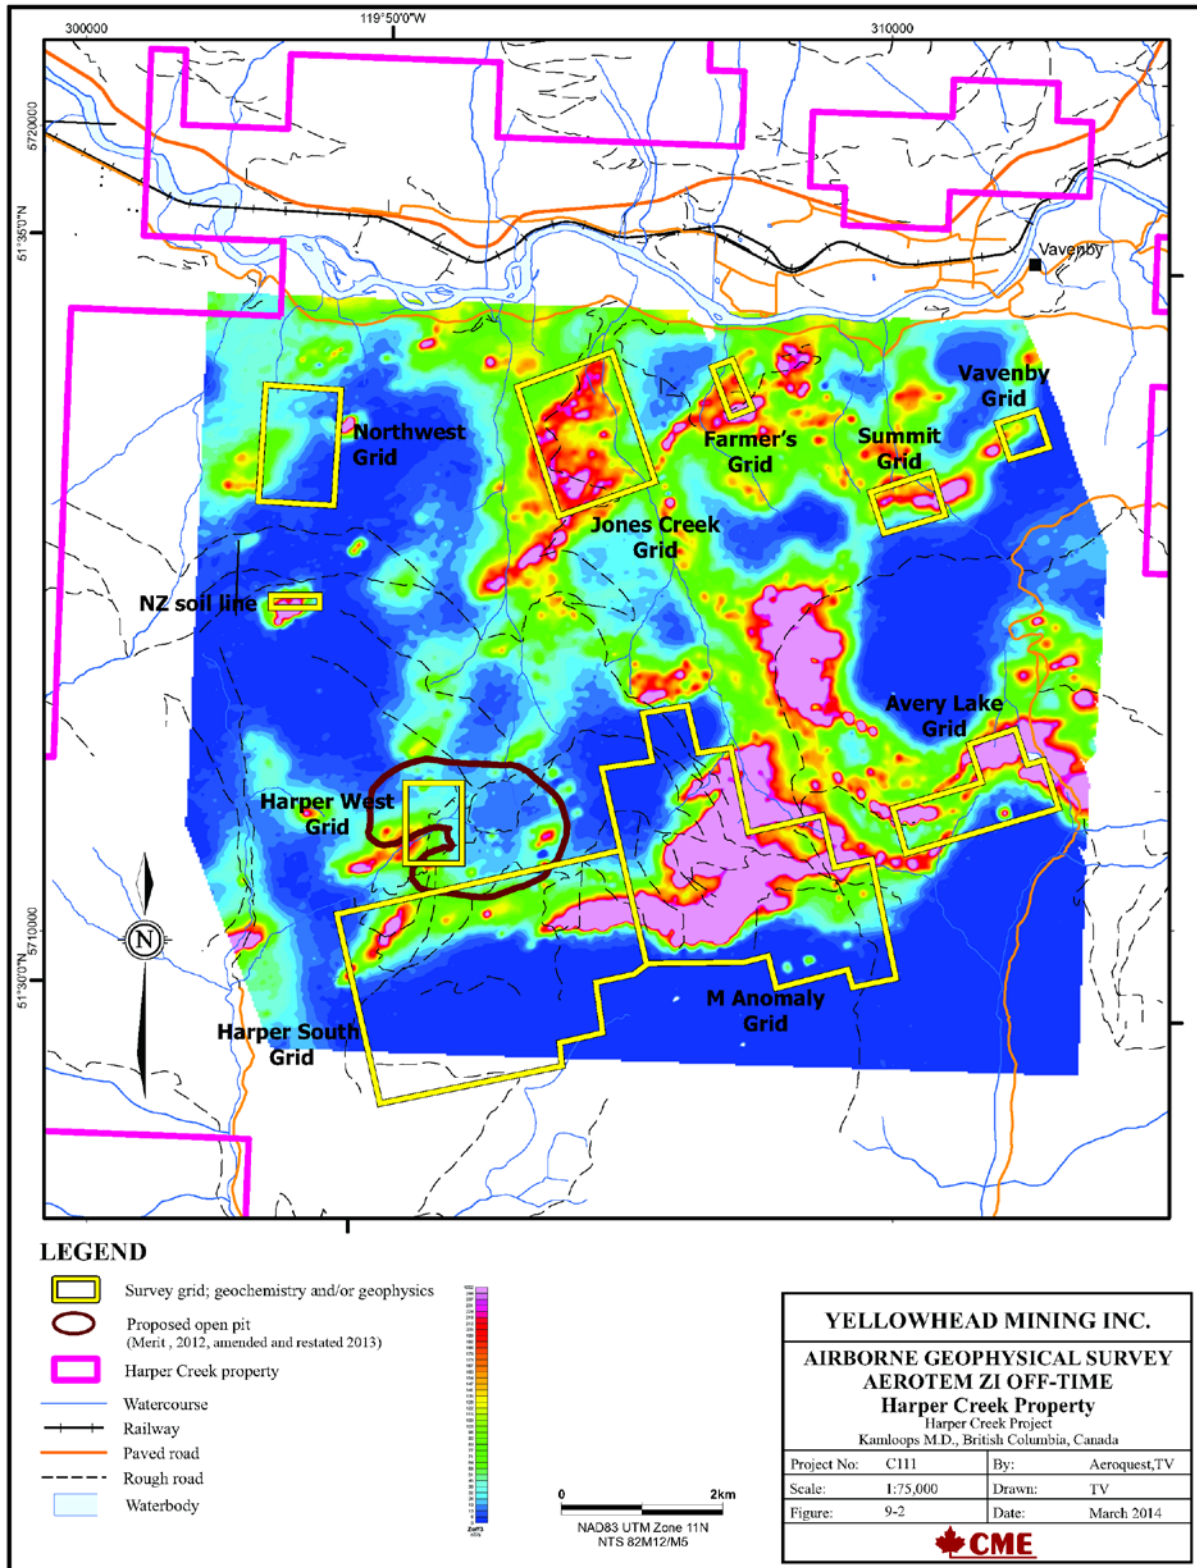 119°50'0"W
300000
310000
5720000
51°35'0"N
Vavenby
Vavenby
Grid
Northwest
Grid
Farmer's
Grid
Summit
Grid
Jones Creek
Grid
NZ soil line
Avery Lake
Grid
Harper West
Grid
5710000
51°30'0"N
N
M Anomaly
Grid
Harper South
Grid
LEGEND
Survey grid; geochemistry and/or geophysics
Proposed open pit
(Merit , 2012, amended and restated 2013)
Harper Creek property
Watercourse
Railway
Paved road
Rough road
Waterbody
0 2km
NAD83 UTM Zone 11N
NTS 82M12/M5
YELLOWHEAD MINING INC.
AIRBORNE GEOPHYSICAL SURVEY
AEROTEM ZI OFF-TIME
Harper Creek Property
Harper Creek Project
Kamloops M.D., British Columbia, Canada
Project No: C111 By: Aeroquest,TV
Scale: 1:75,000 Drawn: TV
Figure: 9-2 Date: March 2014
CME